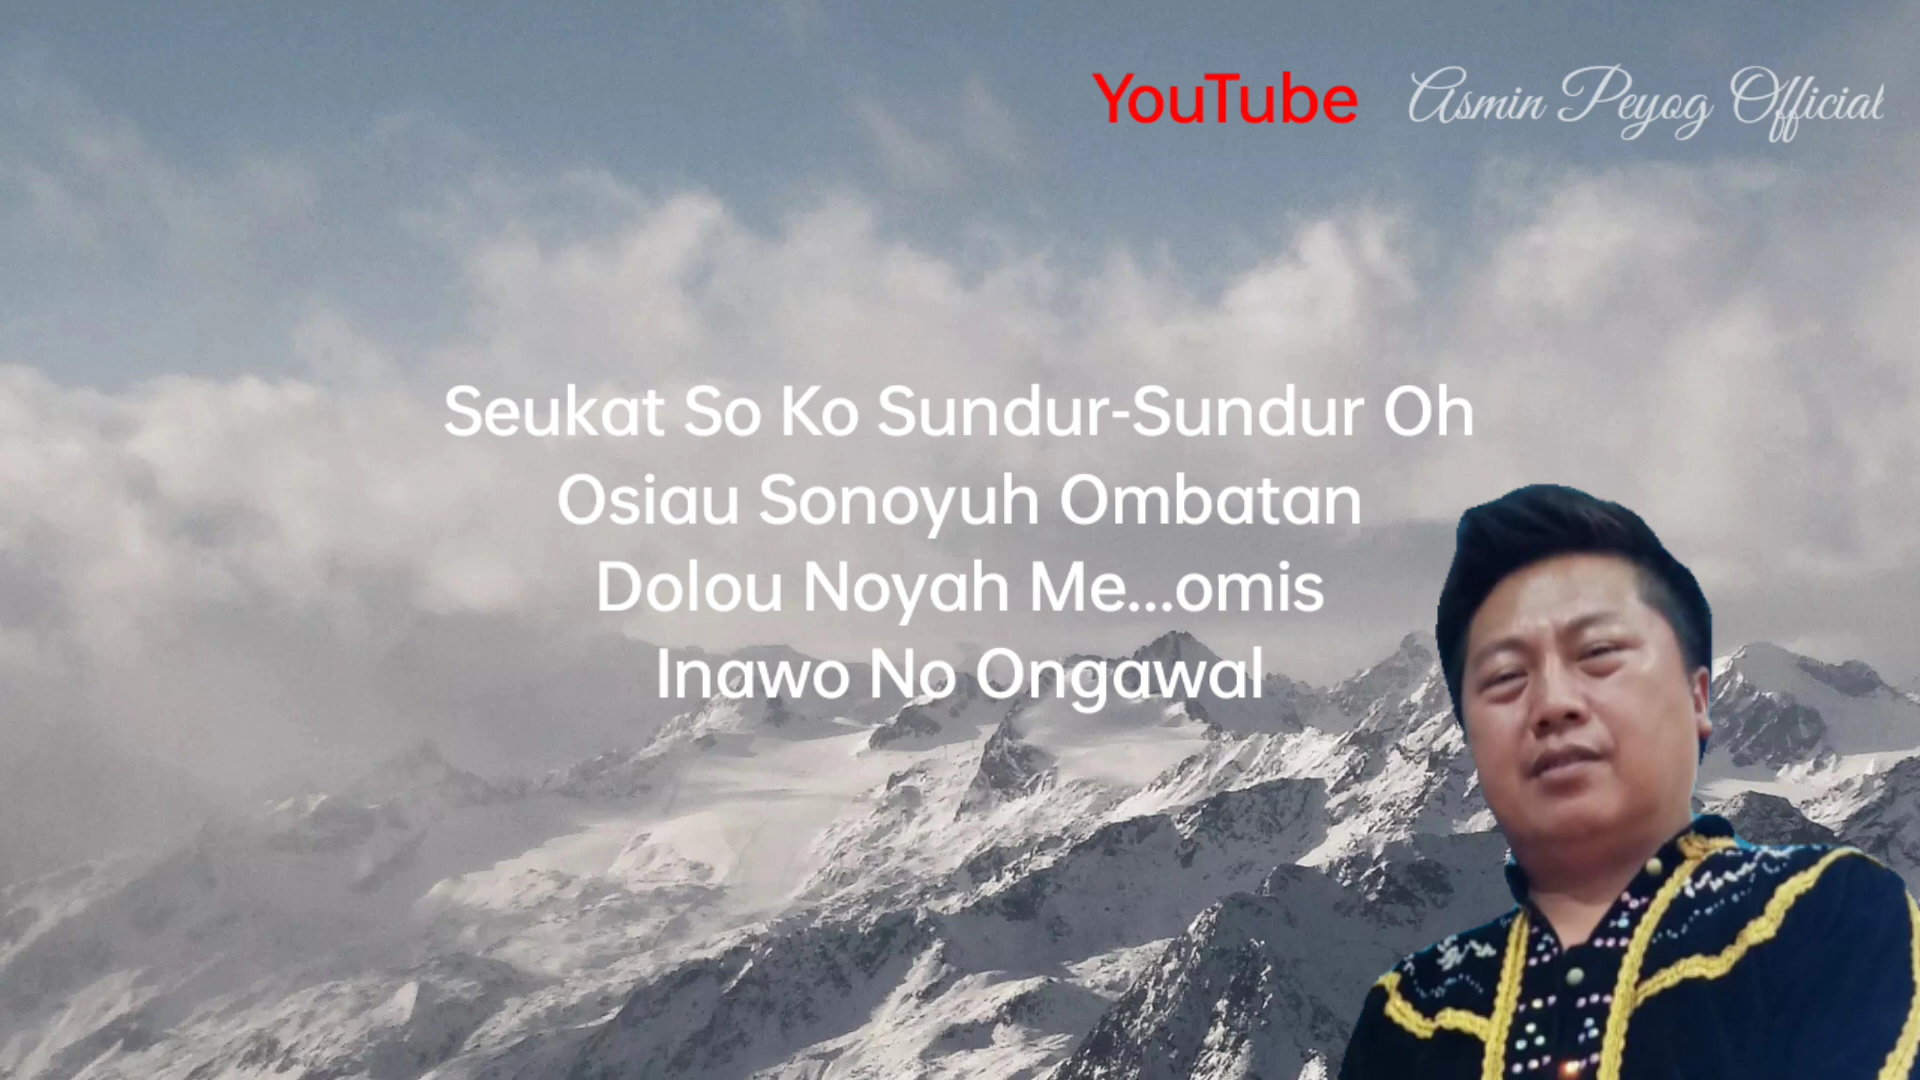 YouTube Asmin Peyog Official
Seukat So Ko Sundur-Sundur Oh
Osiau Sonoyuh Ombatan
Dolou Noyah Me...omis
Inawo No Ongawal